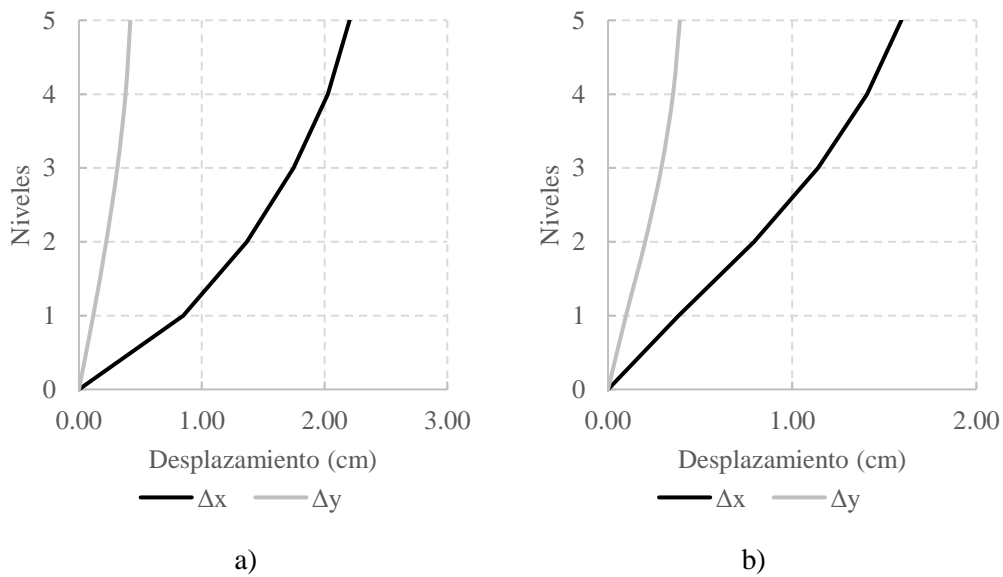 5
4
3
2
1
0
Niveles
0.00 1.00 2.00 3.00
Desplazamiento (cm)
Δx Δy
a)
5
4
3
2
1
0
Niveles
0.00 1.00 2.00
Desplazamiento (cm)
Δx Δy
b)